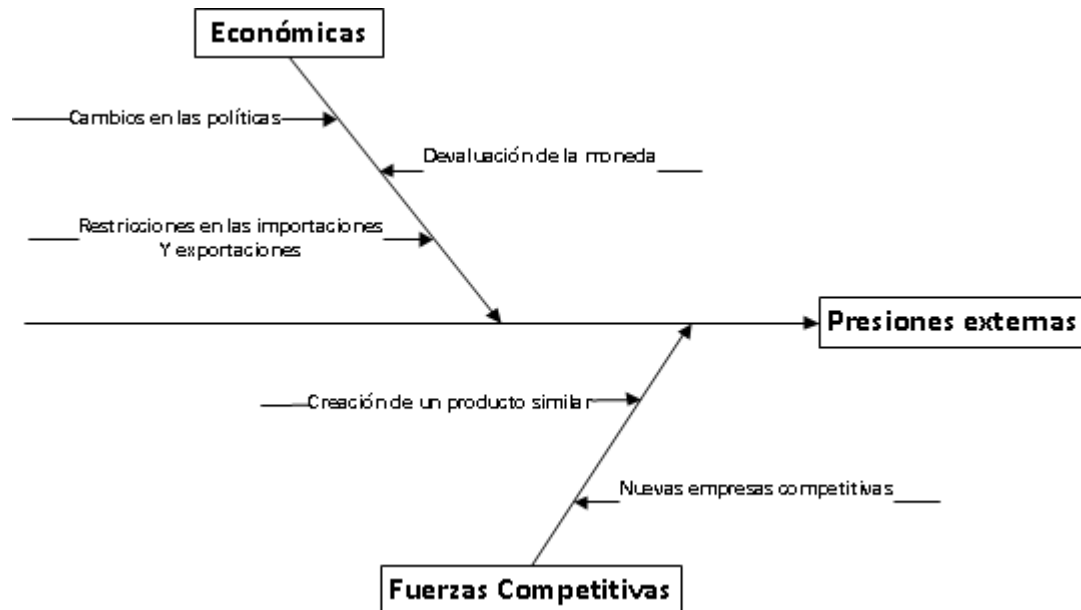 Económicas
Cambios en las políticas
Devaluación de la moneda
Restricciones en las importaciones
Y exportaciones
Presiones externas
Creación de un producto similar
Nuevas empresas competitivas
Fuerzas Competitivas